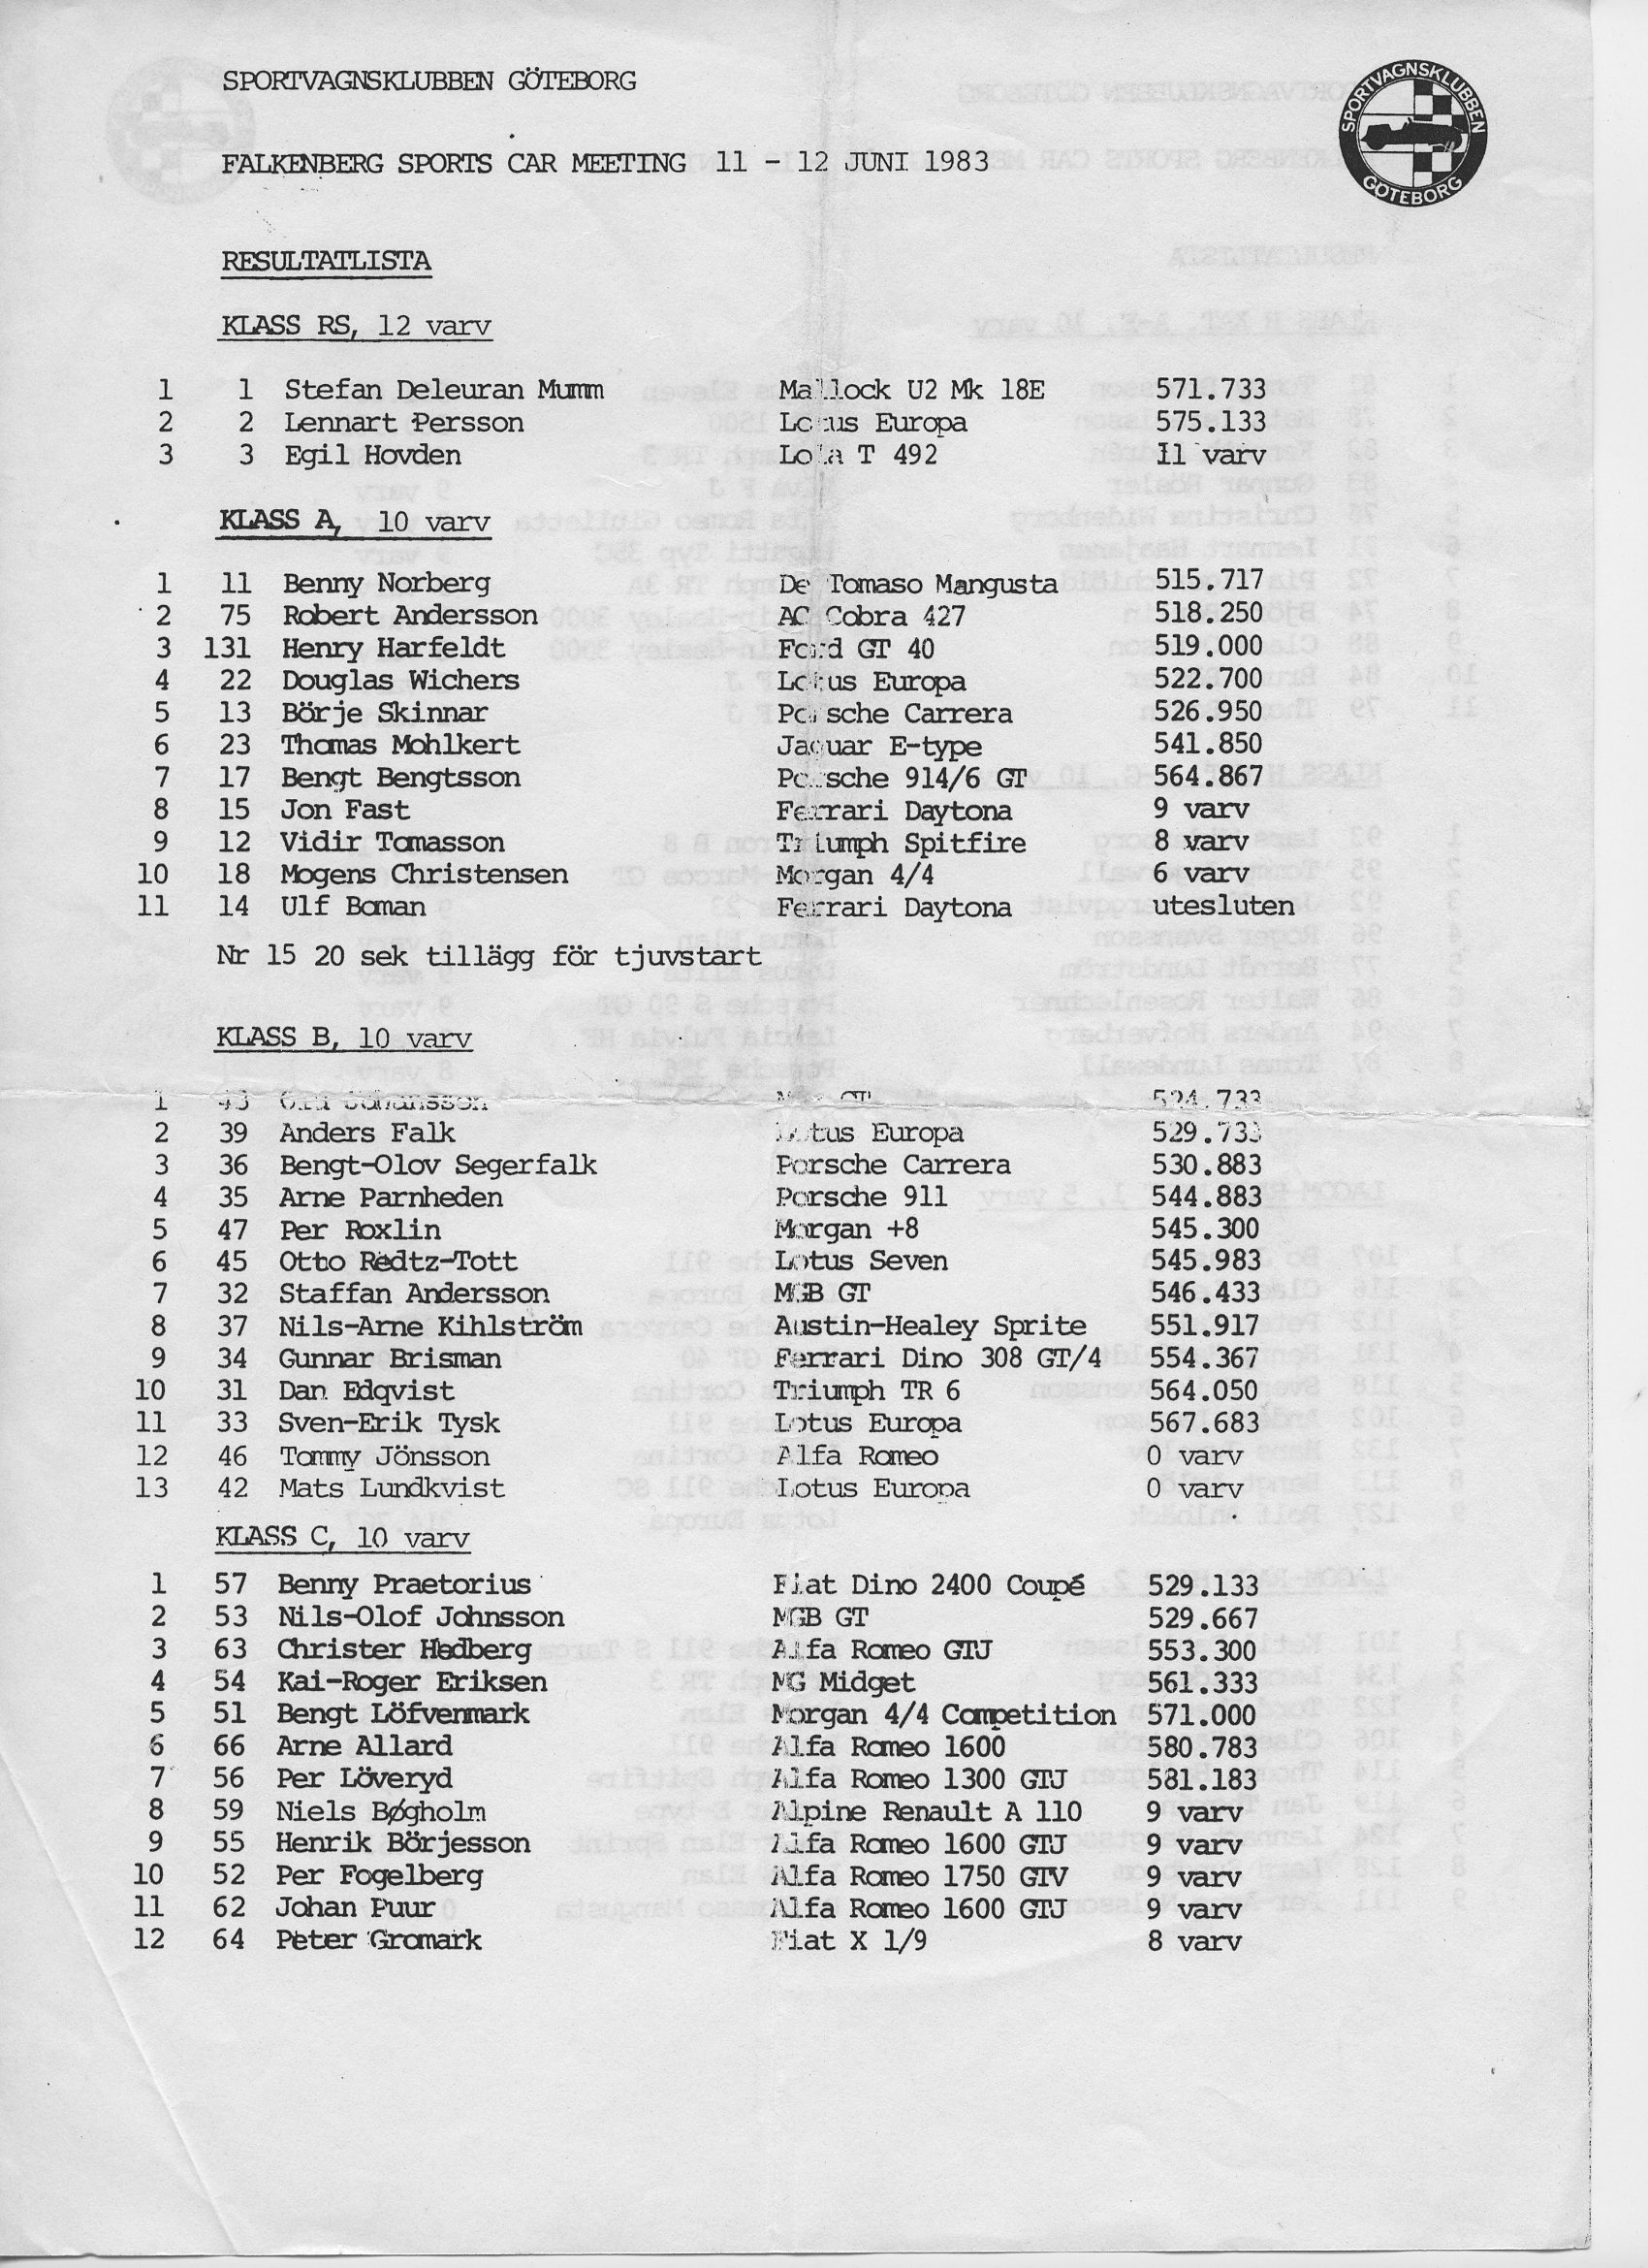 SPORTVAGNSKLUBBEN GÖTEBORG
SPORTVAGNSKLUBBEN GÖTEBORG
FALKENBERG SPORTS CAR MEETING 11 - 12 JUNI 1983
RESULTATLISTA
KLASS RS, 12 varv
1 1 Stefan Deleuran Mumm Mallock U2 Mk 18E 571.733
2 2 Lennart Persson Lotus Europa 575.133
3 3 Egil Hovden Lola T 492 11 varv
KLASS A, 10 varv
1 11 Benny Norberg De Tomaso Mangusta 515.717
2 75 Robert Andersson AC Cobra 427 518.250
3 131 Henry Harfeldt Ford GT 40 519.000
4 22 Douglas Wichers Lotus Europa 522.700
5 13 Börje Skinnar Porsche Carrera 526.950
6 23 Thomas Mohlkert Jaguar E-type 541.850
7 17 Bengt Bengtsson Porsche 914/6 GT 564.867
8 15 Jon Fast Ferrari Daytona 9 varv
9 12 Vidir Tomasson Triumph Spitfire 8 varv
10 18 Mogens Christensen Morgan 4/4 6 varv
11 14 Ulf Boman Ferrari Daytona utesluten
Nr 15 20 sek tillägg för tjuvstart
KLASS B, 10 varv
1 Johansson GT 524.733
2 39 Anders Falk Lotus Europa 529.733
3 36 Bengt-Olov Segerfalk Porsche Carrera 530.883
4 35 Arne Parnheden Porsche 911 544.883
5 47 Per Roxlin Morgan +8 545.300
6 45 Otto Redtz-Tott Lotus Seven 545.983
7 32 Staffan Andersson MGB GT 546.433
8 37 Nils-Arne Kihlström Austin-Healey Sprite 551.917
9 34 Gunnar Brisman Ferrari Dino 308 GT/4 554.367
10 31 Dan Edqvist Triumph TR 6 564.050
11 33 Sven-Erik Tysk Lotus Europa 567.683
12 46 Tommy Jönsson Alfa Romeo 0 varv
13 42 Mats Lundkvist Lotus Europa 0 varv
KLASS C, 10 varv
1 57 Benny Praetorius Fiat Dino 2400 Coupé 529.133
2 53 Nils-Olof Johnsson MGB GT 529.667
3 63 Christer Hedberg Alfa Romeo GTJ 553.300
4 54 Kai-Roger Eriksen MG Midget 561.333
5 51 Bengt Löfvenmark Morgan 4/4 Competition 571.000
6 66 Arne Allard Alfa Romeo 1600 580.783
7 56 Per Löveryd Alfa Romeo 1300 GTJ 581.183
8 59 Niels Bøgholm Alpine Renault A 110 9 varv
9 55 Henrik Börjesson Alfa Romeo 1600 GTJ 9 varv
10 52 Per Fogelberg Alfa Romeo 1750 GTV 9 varv
11 62 Johan Puur Alfa Romeo 1600 GTJ 9 varv
12 64 Peter Gromark Fiat X 1/9 8 varv